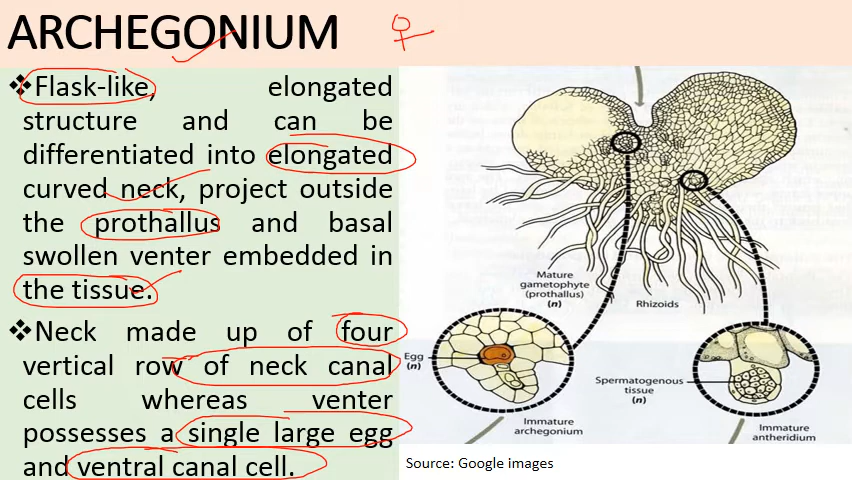 ARCHEGONIUM
❖Flask-like, elongated
structure and can be
differentiated into elongated
curved neck, project outside
the prothallus and basal
swollen venter embedded in
the tissue.
❖Neck made up of four
vertical row of neck canal
cells whereas venter
possesses a single large egg
and ventral canal cell.
Mature
gametophyte
(prothallus)
(n)
Rhizoids
Egg
(n)
Immature
archegonium
Spermatogenous
tissue
(n)
Immature
antheridium
Source: Google images